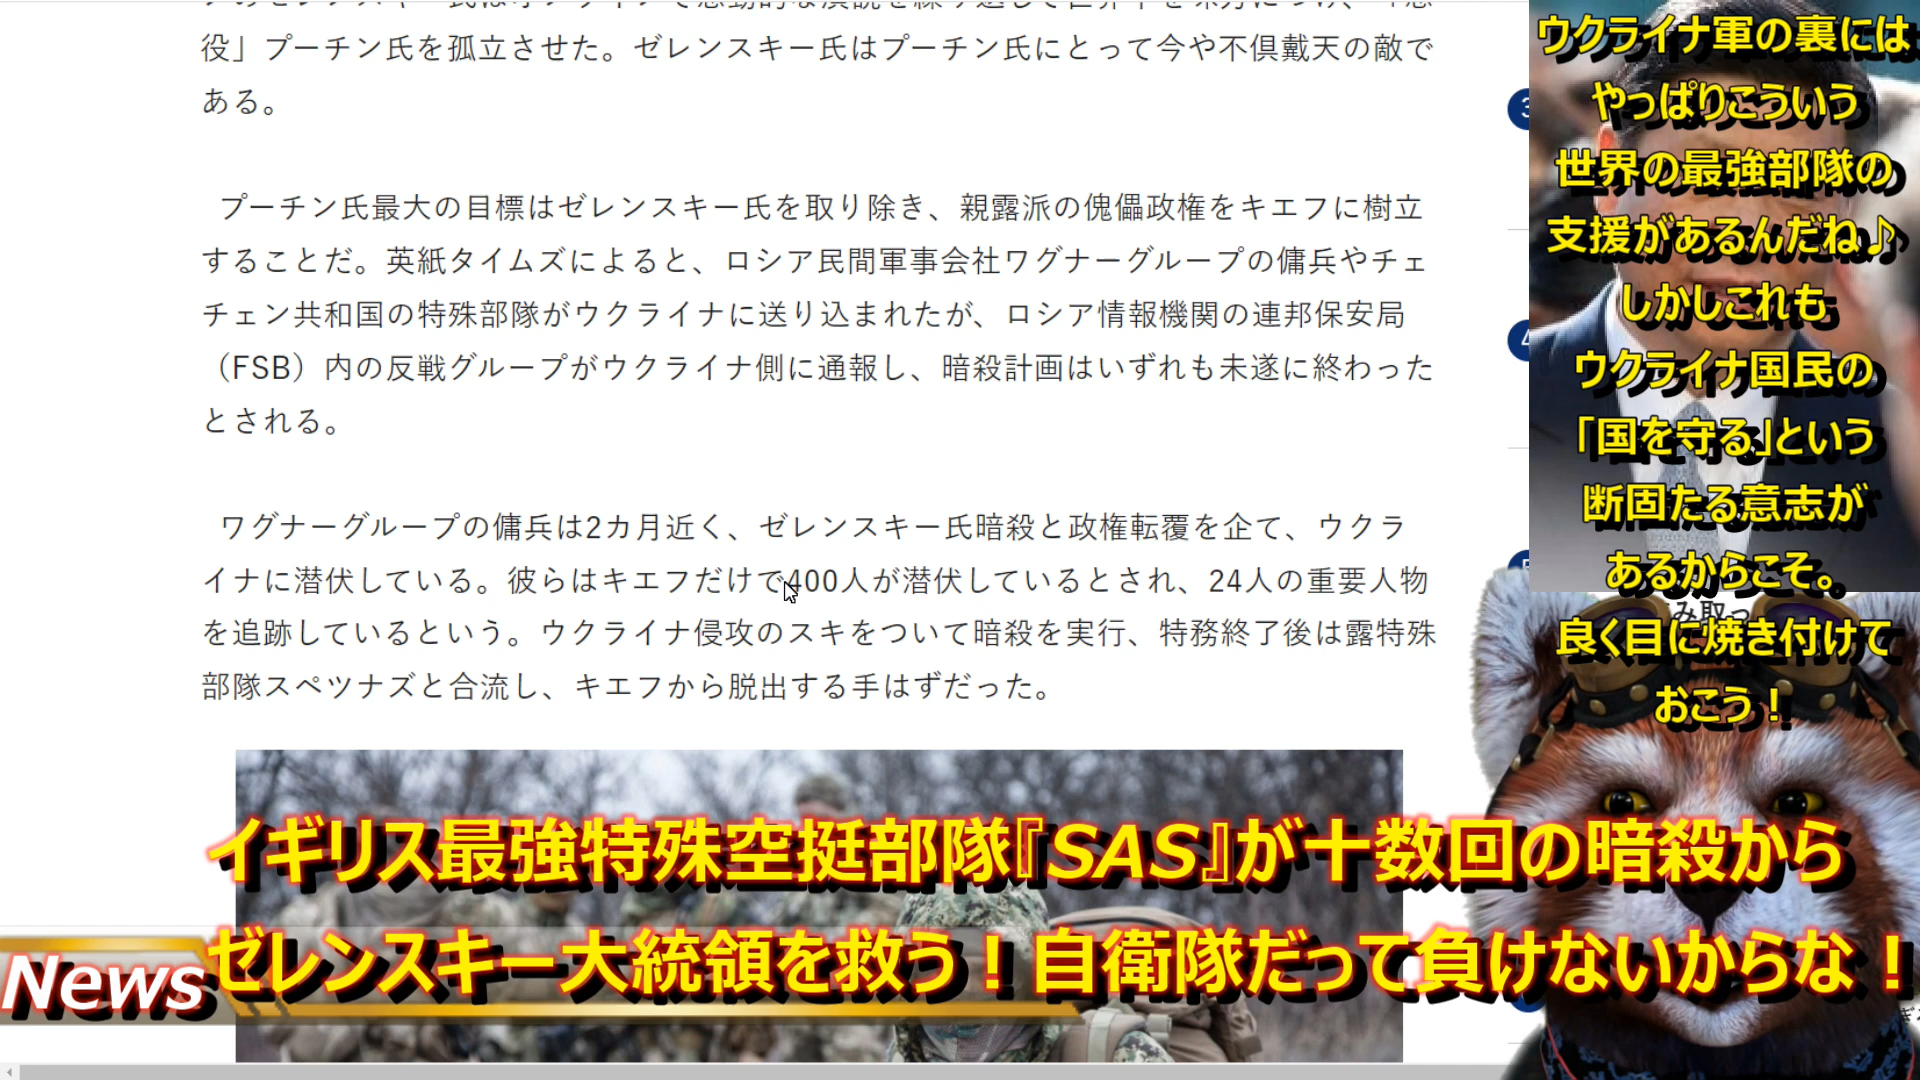 役」プーチン氏を孤立させた。ゼレンスキー氏はプーチン氏にとって今や不倶戴天の敵で
ある。
プーチン氏最大の目標はゼレンスキー氏を取り除き、親露派の傀儡政権をキエフに樹立
することだ。英紙タイムズによると、ロシア民間軍事会社ワグナーグループの傭兵やチェ
チェン共和国の特殊部隊がウクライナに送り込まれたが、ロシア情報機関の連邦保安局
（FSB）内の反戦グループがウクライナ側に通報し、暗殺計画はいずれも未遂に終わった
とされる。
ワグナーグループの傭兵は2カ月近く、ゼレンスキー氏暗殺と政権転覆を企て、ウクラ
イナに潜伏している。彼らはキエフだけで400人が潜伏しているとされ、24人の重要人物
を追跡しているという。ウクライナ侵攻のスキをついて暗殺を実行、特務終了後は露特殊
部隊スペツナズと合流し、キエフから脱出する手はずだった。
ウクライナ軍の裏には
やっぱりこういう
世界の最強部隊の
支援があるんだね♪
しかしこれも
ウクライナ国民の
「国を守る」という
断固たる意志が
あるからこそ。
み取っ
良く目に焼き付けて
おこう！
イギリス最強特殊空挺部隊『SAS』が十数回の暗殺から
ゼレンスキー大統領を救う！自衛隊だって負けないからな！
News